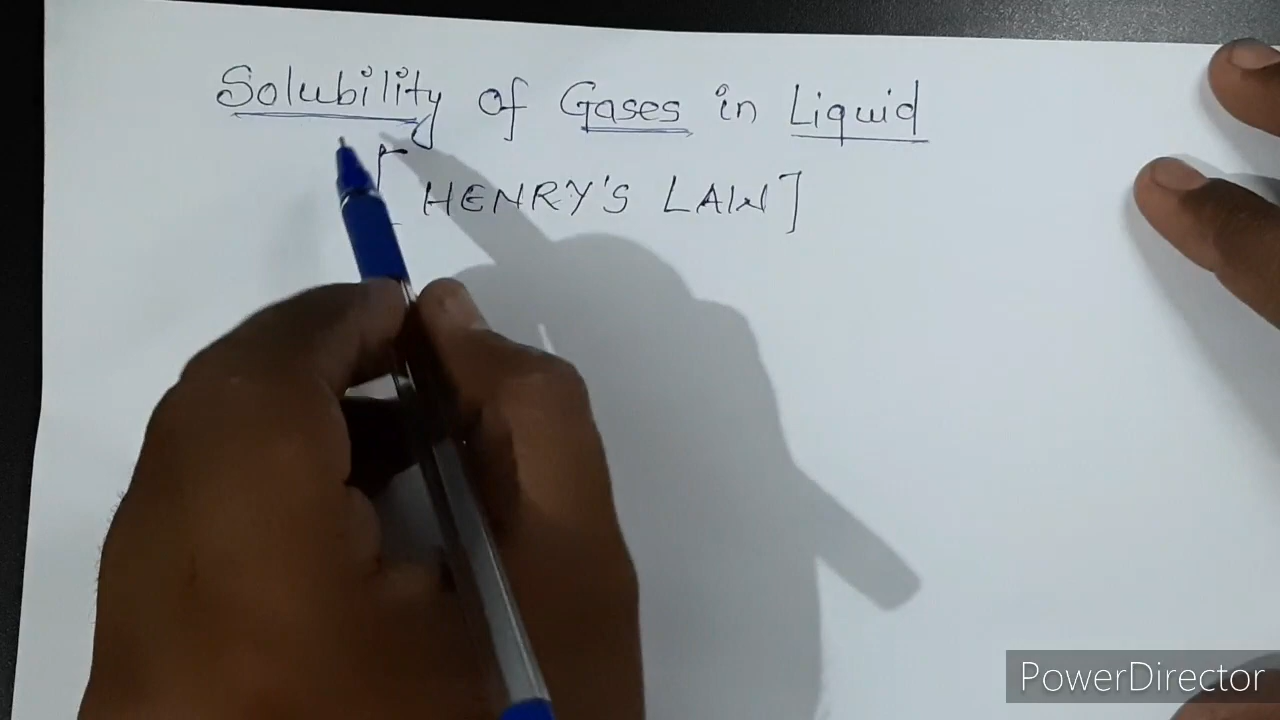 Solubility of Gases in Liquid
[ HENRY'S LAW ]
PowerDirector